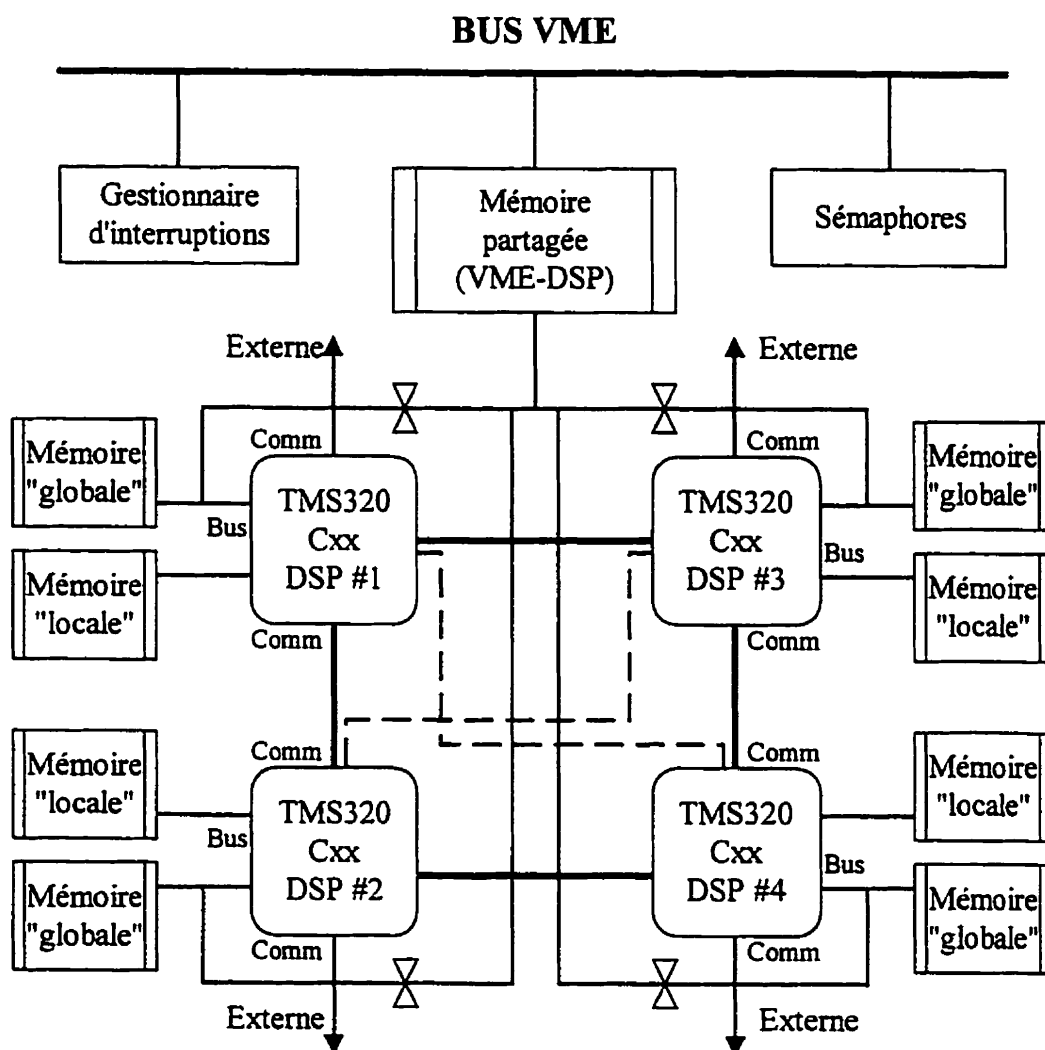 BUS VME
Gestionnaire
d'interruptions
Mémoire
partagée
(VME-DSP)
Sémaphores
Externe
Externe
Comm
Comm
Mémoire
"globale"
Bus
Mémoire
"locale"
TMS320
Cxx
DSP #1
TMS320
Cxx
DSP #3
Mémoire
"globale"
Bus
Mémoire
"locale"
Comm
Comm
Comm
Comm
Mémoire
"locale"
Bus
Mémoire
"globale"
TMS320
Cxx
DSP #2
TMS320
Cxx
DSP #4
Mémoire
"locale"
Bus
Mémoire
"globale"
Comm
Comm
Externe
Externe